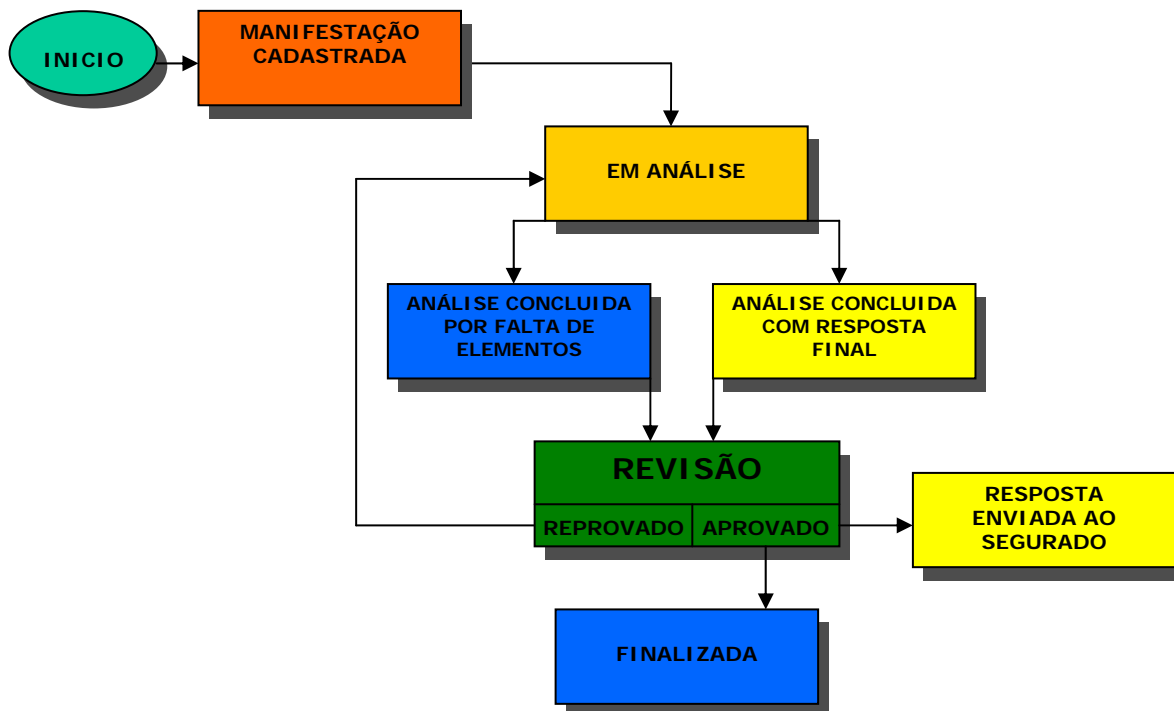 INICIO
MANIFESTAÇÃO
CADASTRADA
EM ANÁLISE
ANÁLISE CONCLUIDA
POR FALTA DE
ELEMENTOS
ANÁLISE CONCLUIDA
COM RESPOSTA
FINAL
REVISÃO
REPROVADO
APROVADO
RESPOSTA
ENVIADA AO
SEGURADO
FINALIZADA